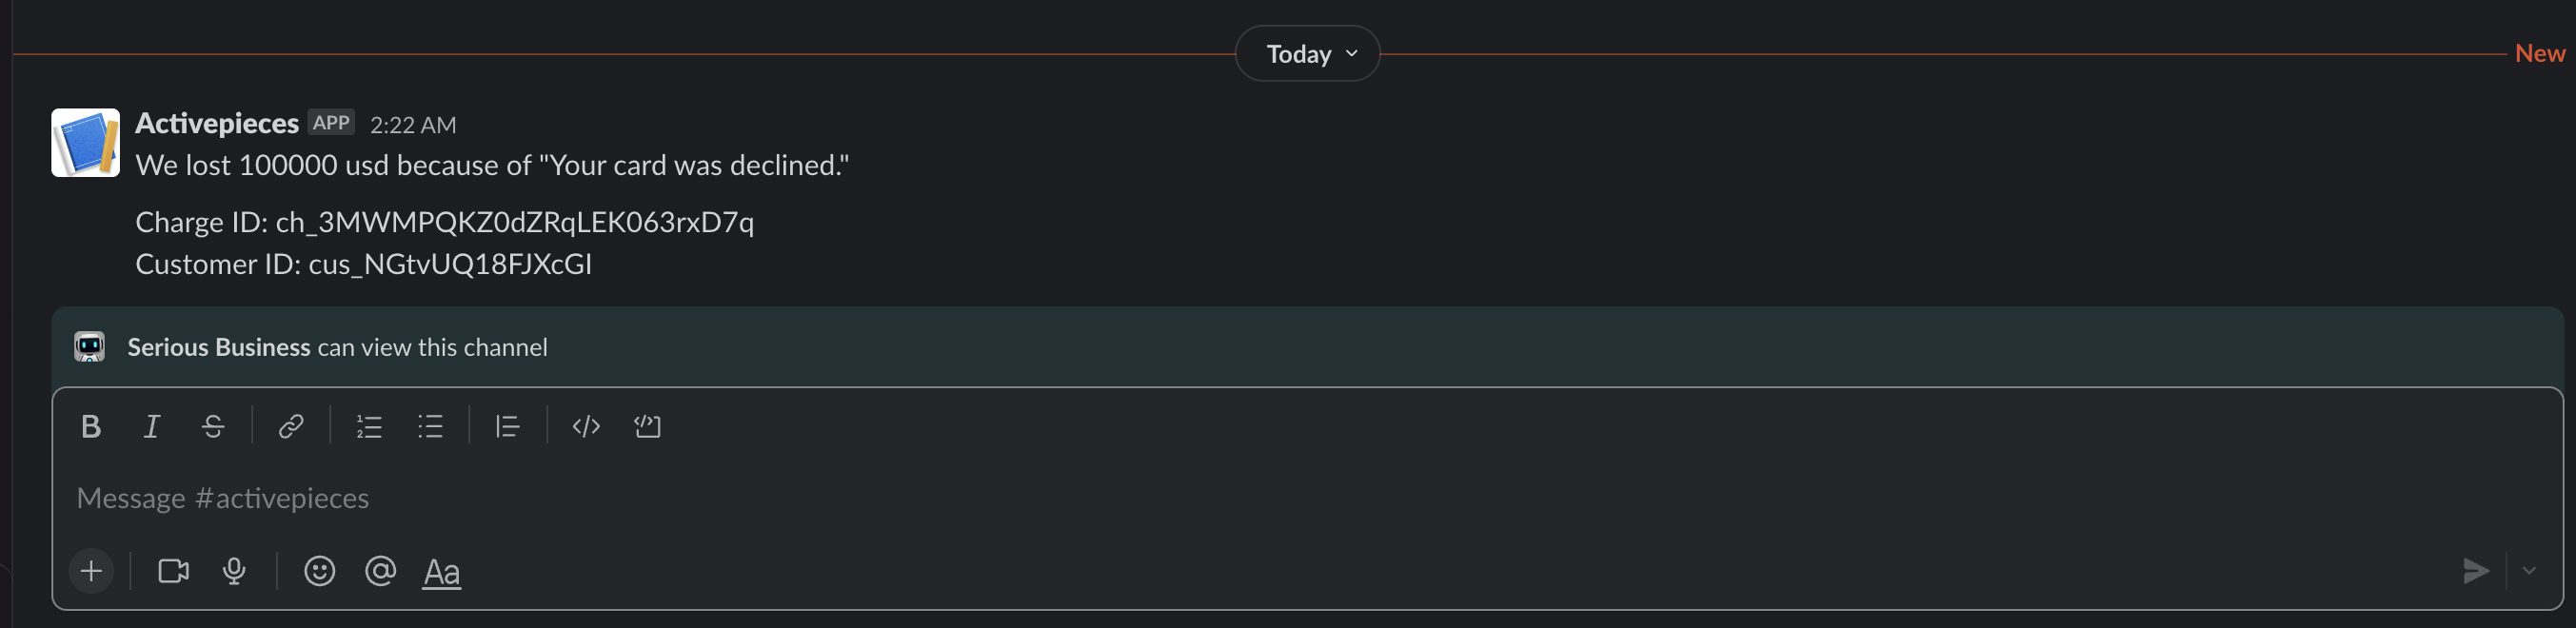 Today
New
Activepieces APP 2:22 AM
We lost 100000 usd because of "Your card was declined."
Charge ID: ch_3MWMPQKZ0dZRqLEK063rxD7q
Customer ID: cus_NGtvUQ18FJXcGI
Serious Business can view this channel
B I S
Message #activepieces
@ Aa